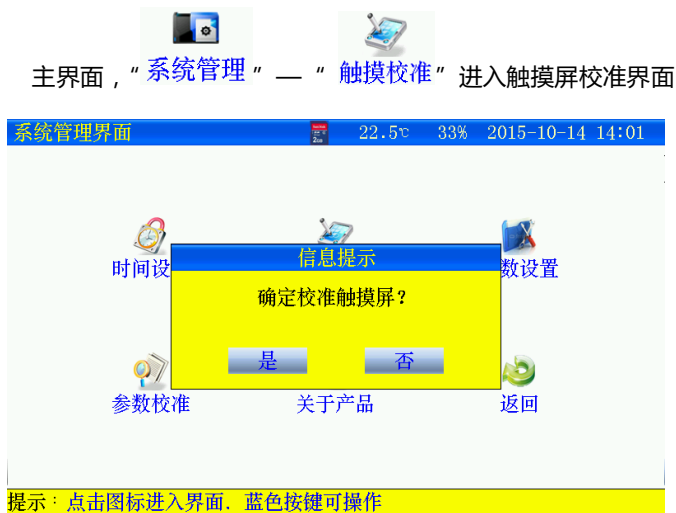 主界面，“系统管理”—“触摸校准”进入触摸屏校准界面
系统管理界面 22.5℃ 33% 2015-10-14 14:01
信息提示
时间设 数设置
确定校准触摸屏？
是 否
参数校准 关于产品 返回
提示：点击图标进入界面．蓝色按键可操作